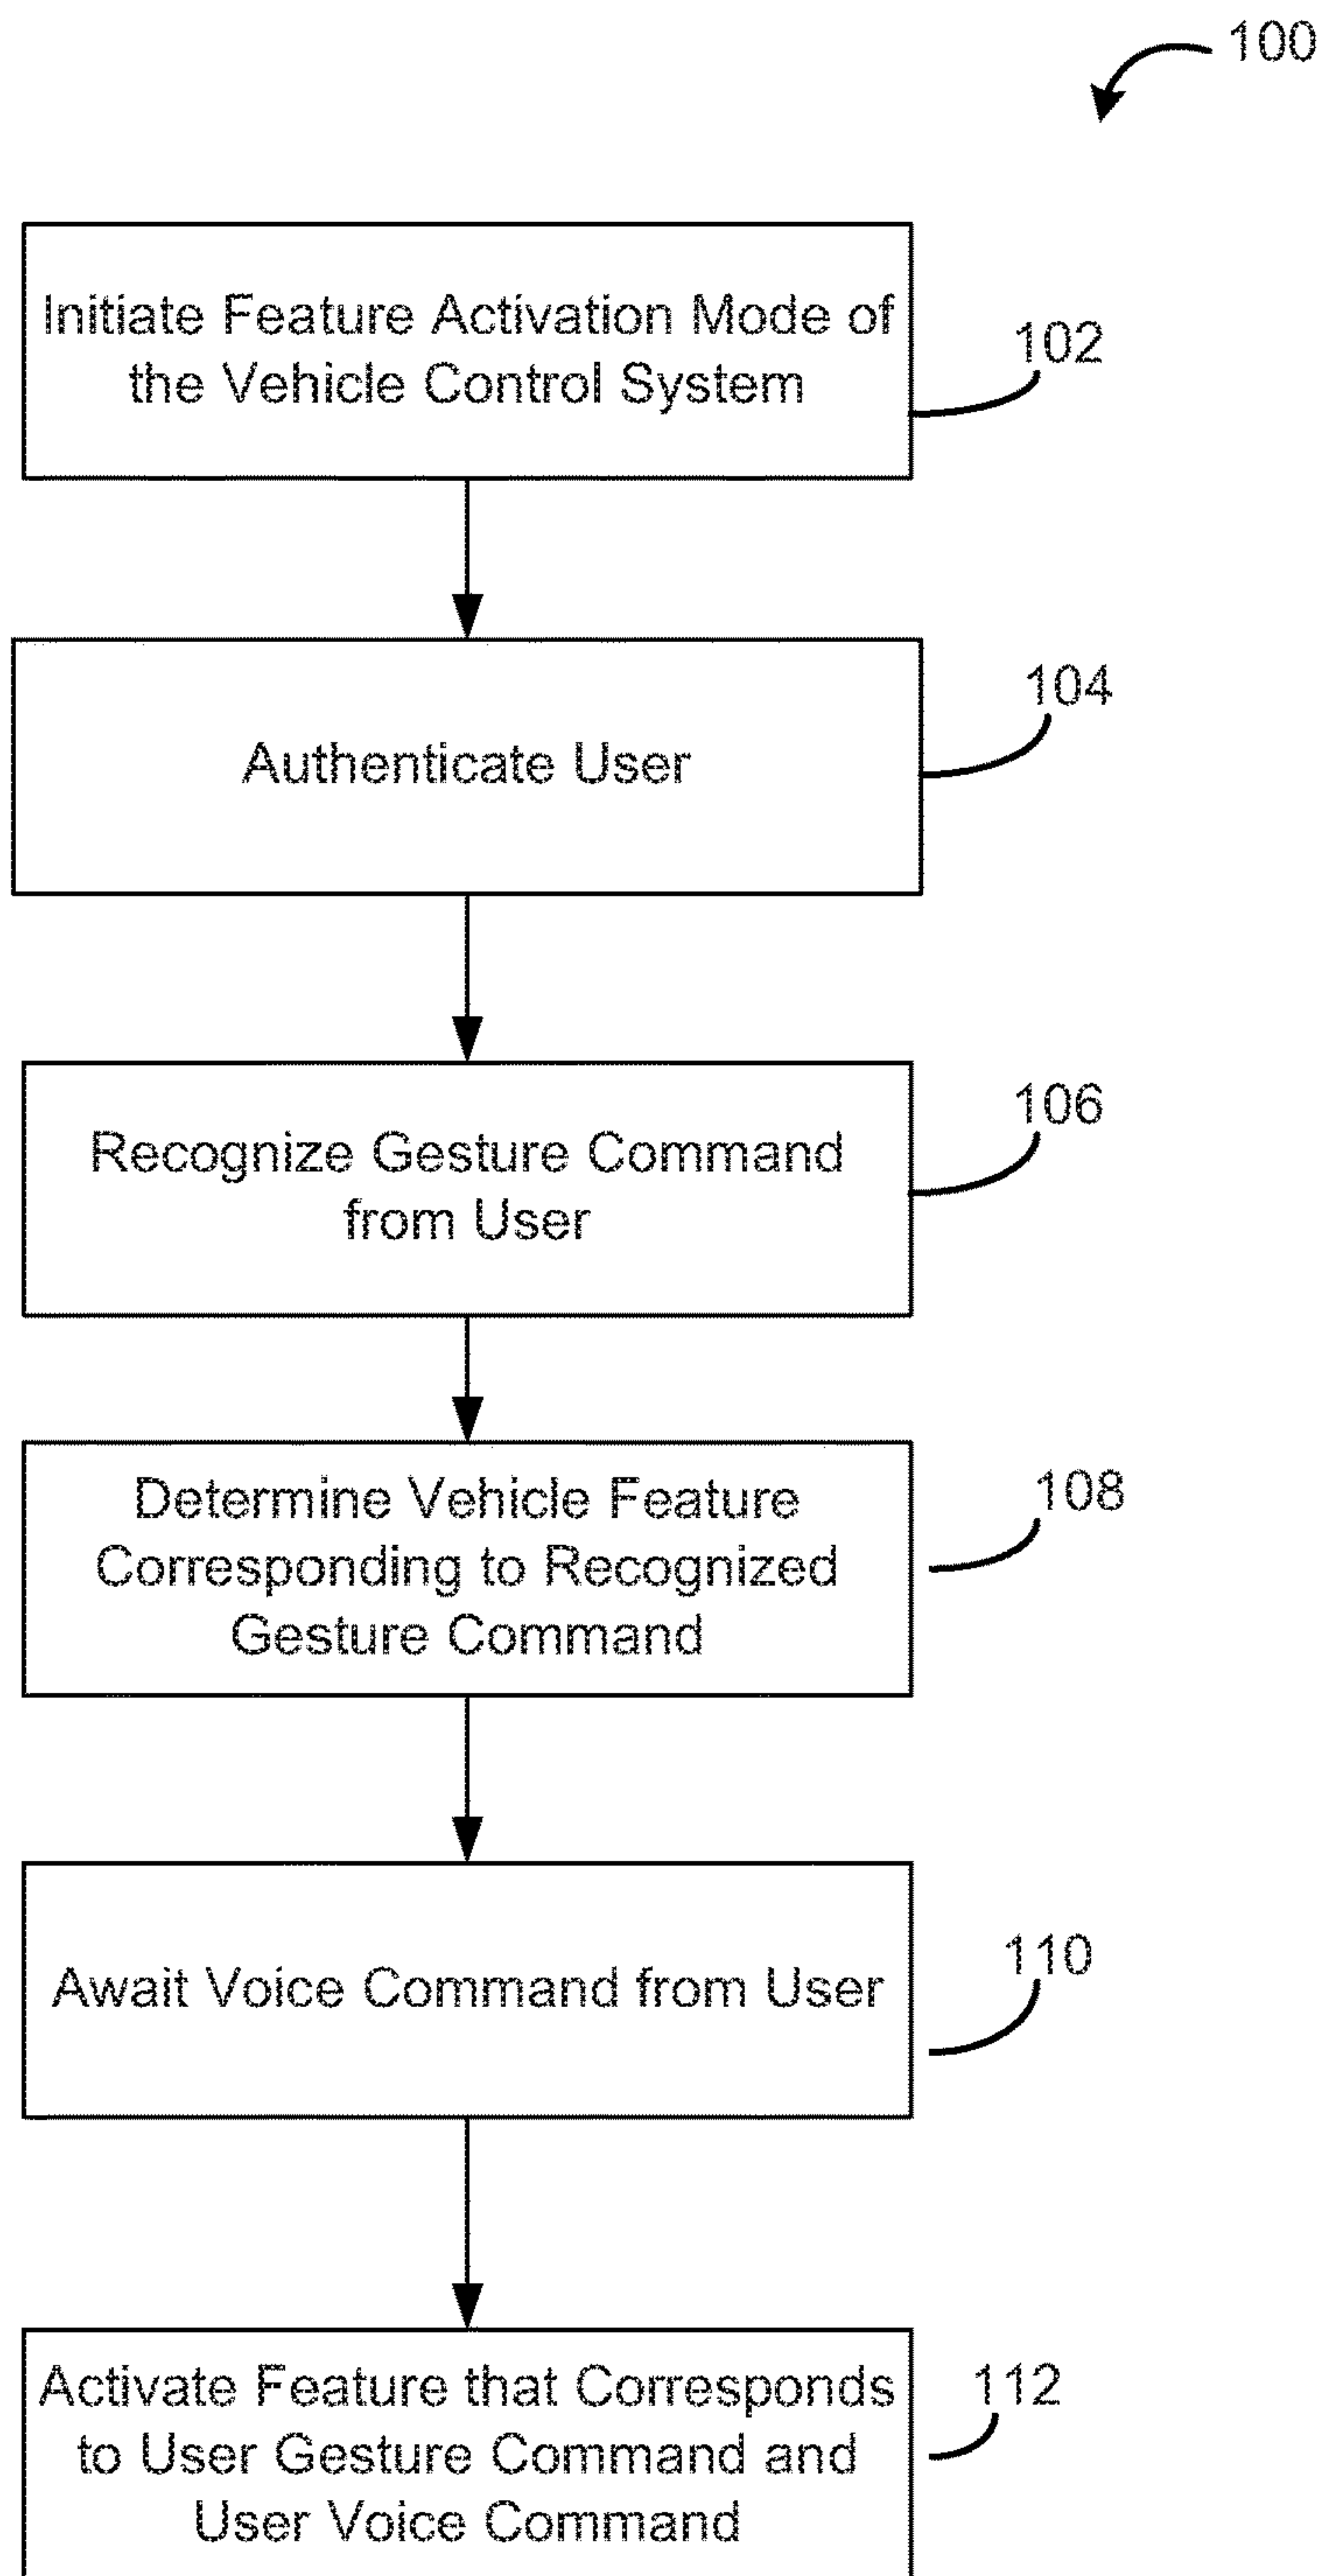 100
Initiate Feature Activation Mode of
the Vehicle Control System
102
Authenticate User
104
Recognize Gesture Command
from User
106
Determine Vehicle Feature
Corresponding to Recognized
Gesture Command
108
Await Voice Command from User
110
Activate Feature that Corresponds
to User Gesture Command and
User Voice Command
112